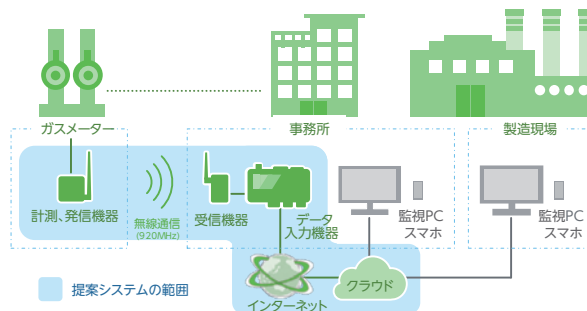 ガスメーター
事務所
製造現場
計測、発信機器
無線通信
(920MHz)
受信機器
データ
入力機器
監視PC
スマホ
監視PC
スマホ
インターネット
クラウド
提案システムの範囲